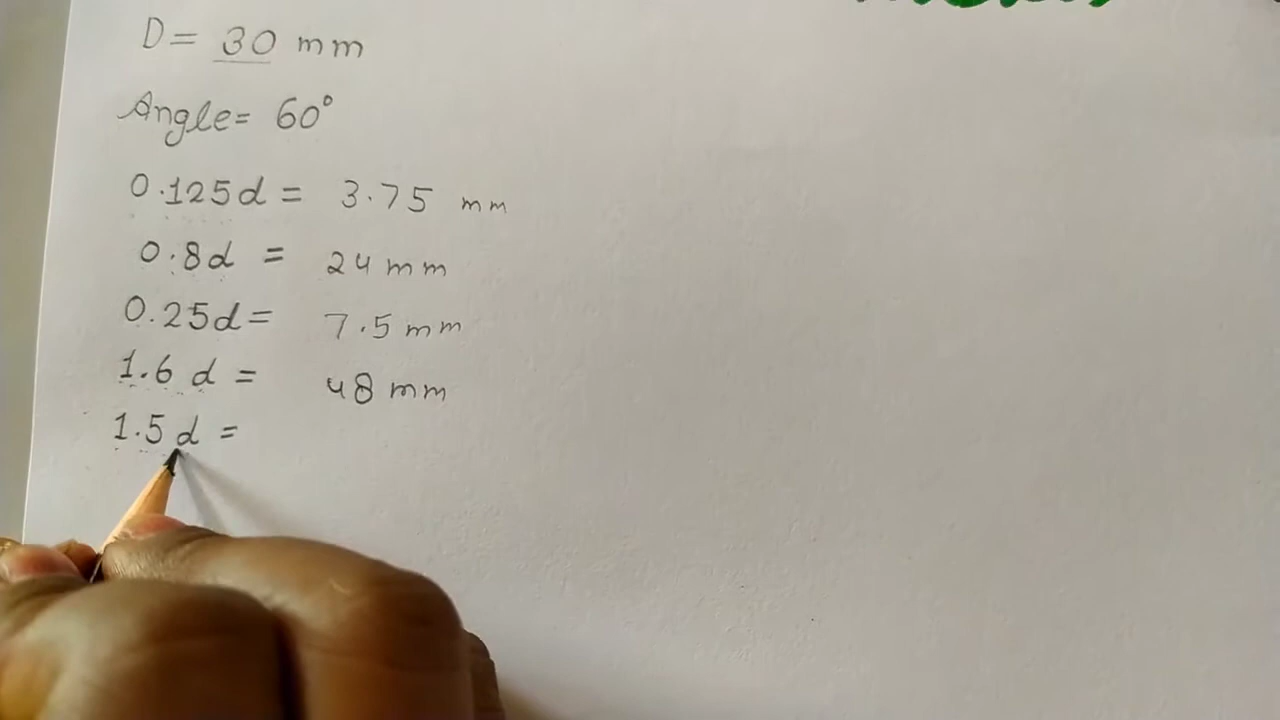 D = 30 mm
Angle = 60°
0.125d = 3.75 mm
0.8d = 24 mm
0.25d = 7.5 mm
1.6 d = 48 mm
1.5 d =